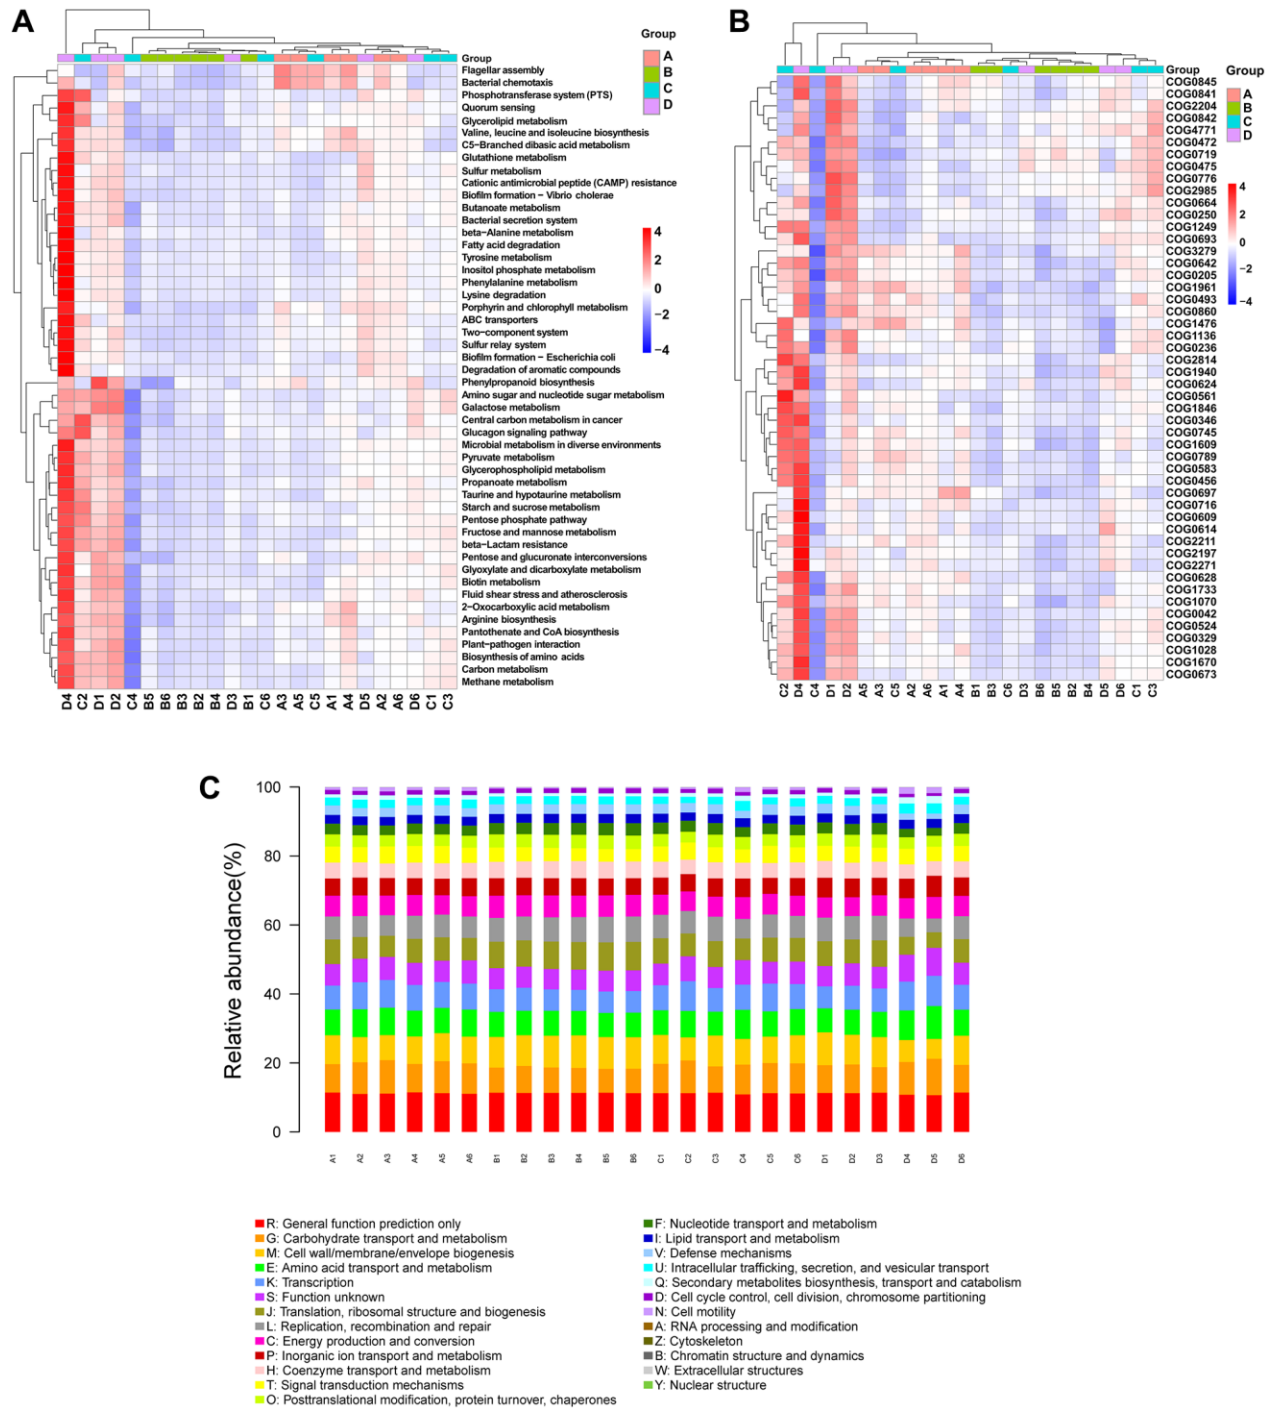 A
Group
A
B
C
D
Group
Flagellar assembly
Bacterial chemotaxis
Phosphotransferase system (PTS)
Quorum sensing
Glycerolipid metabolism
Valine, leucine and isoleucine biosynthesis
C5−Branched dibasic acid metabolism
Glutathione metabolism
Sulfur metabolism
Cationic antimicrobial peptide (CAMP) resistance
Biofilm formation − Vibrio cholerae
Butanoate metabolism
Bacterial secretion system
beta−Alanine metabolism
Fatty acid degradation
Tyrosine metabolism
Inositol phosphate metabolism
Phenylalanine metabolism
Lysine degradation
Porphyrin and chlorophyll metabolism
ABC transporters
Two−component system
Sulfur relay system
Biofilm formation − Escherichia coli
Degradation of aromatic compounds
Phenylpropanoid biosynthesis
Amino sugar and nucleotide sugar metabolism
Galactose metabolism
Central carbon metabolism in cancer
Glucagon signaling pathway
Microbial metabolism in diverse environments
Pyruvate metabolism
Glycerophospholipid metabolism
Propanoate metabolism
Taurine and hypotaurine metabolism
Starch and sucrose metabolism
Pentose phosphate pathway
Fructose and mannose metabolism
beta−Lactam resistance
Pentose and glucuronate interconversions
Glyoxylate and dicarboxylate metabolism
Biotin metabolism
Fluid shear stress and atherosclerosis
2−Oxocarboxylic acid metabolism
Arginine biosynthesis
Pantothenate and CoA biosynthesis
Plant−pathogen interaction
Biosynthesis of amino acids
Carbon metabolism
Methane metabolism
4
2
0
−2
−4
D4 C2 D1 D2 C4 B5 B6 B3 B2 B4 D3 B1 C6 A3 A5 C5 A1 A4 D5 A2 A6 D6 C1 C3
B
Group
A
B
C
D
Group
COG0845
COG0841
COG2204
COG0842
COG4771
COG0472
COG0719
COG0475
COG0776
COG2985
COG0664
COG0250
COG1249
COG0693
COG3279
COG0642
COG0205
COG1961
COG0493
COG0860
COG1476
COG1136
COG0236
COG2814
COG1940
COG0624
COG0561
COG1846
COG0346
COG0745
COG1609
COG0789
COG0583
COG0456
COG0697
COG0716
COG0609
COG0614
COG2211
COG2197
COG2271
COG0628
COG1733
COG1070
COG0042
COG0524
COG0329
COG1028
COG1670
COG0673
4
2
0
−2
−4
C2 D4 C4 D1 D2 A5 A3 C5 A2 A6 A1 A4 B1 B3 C6 D3 B6 B5 B2 B4 D5 D6 C1 C3
C
Relative abundance(%)
100
80
60
40
20
0
A1 A2 A3 A4 A5 A6 B1 B2 B3 B4 B5 B6 C1 C2 C3 C4 C5 C6 D1 D2 D3 D4 D5 D6
R: General function prediction only
G: Carbohydrate transport and metabolism
M: Cell wall/membrane/envelope biogenesis
E: Amino acid transport and metabolism
K: Transcription
S: Function unknown
J: Translation, ribosomal structure and biogenesis
L: Replication, recombination and repair
C: Energy production and conversion
P: Inorganic ion transport and metabolism
H: Coenzyme transport and metabolism
T: Signal transduction mechanisms
O: Posttranslational modification, protein turnover, chaperones
F: Nucleotide transport and metabolism
I: Lipid transport and metabolism
V: Defense mechanisms
U: Intracellular trafficking, secretion, and vesicular transport
Q: Secondary metabolites biosynthesis, transport and catabolism
D: Cell cycle control, cell division, chromosome partitioning
N: Cell motility
A: RNA processing and modification
Z: Cytoskeleton
B: Chromatin structure and dynamics
W: Extracellular structures
Y: Nuclear structure